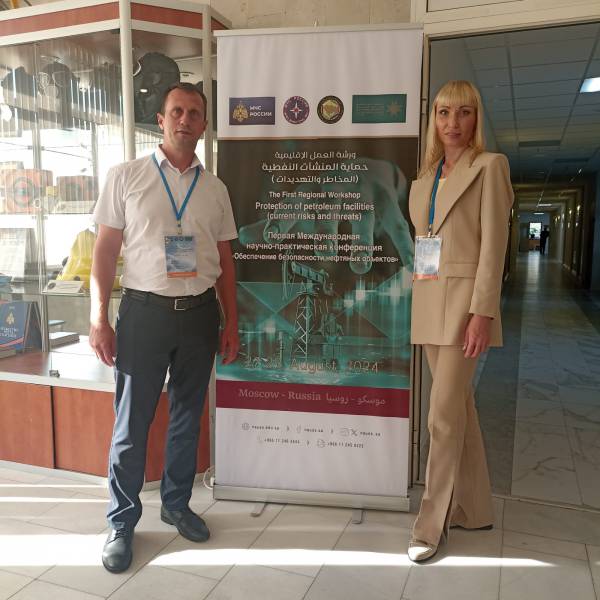 МЧС
РОССИИ
ورشة العمل الإقليمية
حماية المنشآت النفطية
(المخاطر والتهديدات)
The First Regional Workshop
Protection of petroleum facilities
(current risks and threats)
Первая Международная
научно-практическая конференция
«Обеспечение безопасности нефтяных объектов»
August, 2024
Moscow - Russia موسكو - روسيا